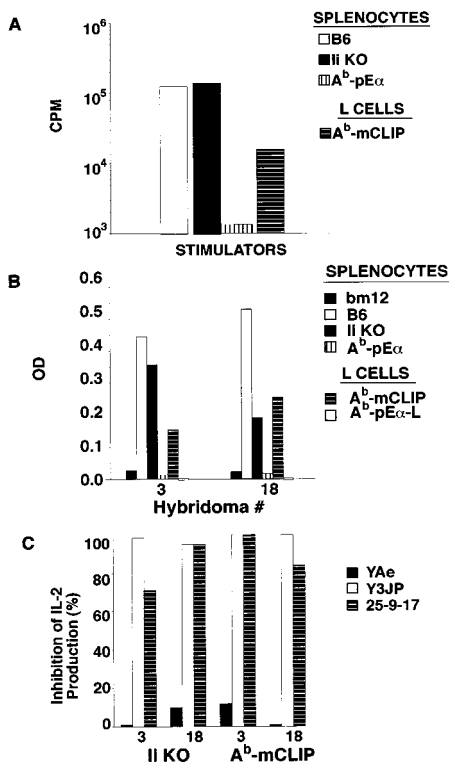 A
SPLENOCYTES
B6
Ii KO
A^b-pEα
L CELLS
A^b-mCLIP
CPM
10^6
10^5
10^4
10^3
STIMULATORS
B
SPLENOCYTES
bm12
B6
Ii KO
A^b-pEα
L CELLS
A^b-mCLIP
A^b-pEα-L
OD
0.6
0.5
0.4
0.3
0.2
0.1
0.0
3 18
Hybridoma #
C
YAe
Y3JP
25-9-17
Inhibition of IL-2
Production (%)
100
80
60
40
20
0
3 18 3 18
Ii KO A^b-mCLIP